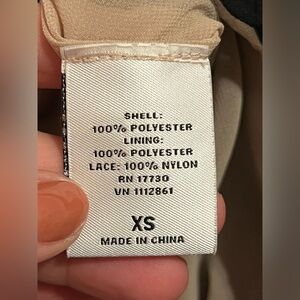 SHELL:
100% POLYESTER
LINING:
100% POLYESTER
LACE: 100% NYLON
RN 17730
VN 1112861
XS
MADE IN CHINA